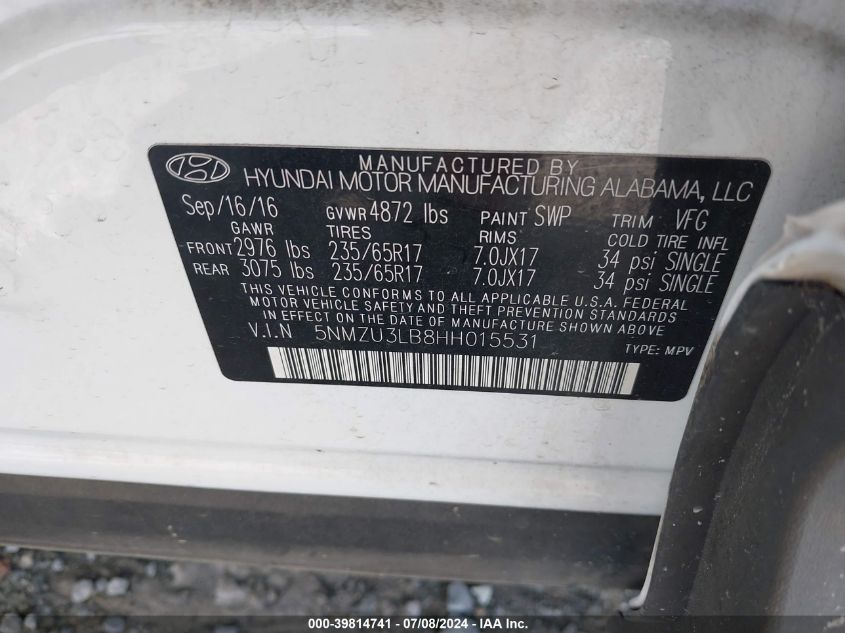 MANUFACTURED BY
HYUNDAI MOTOR MANUFACTURING ALABAMA, LLC
Sep/16/16 GVWR 4872 lbs PAINT SWP TRIM VFG
GAWR TIRES RIMS COLD TIRE INFL
FRONT 2976 lbs 235/65R17 7.0JX17 34 psi SINGLE
REAR 3075 lbs 235/65R17 7.0JX17 34 psi SINGLE
THIS VEHICLE CONFORMS TO ALL APPLICABLE U.S.A. FEDERAL
MOTOR VEHICLE SAFETY AND THEFT PREVENTION STANDARDS
IN EFFECT ON THE DATE OF MANUFACTURE SHOWN ABOVE.
V.I.N 5NMZU3LB8HH015531 TYPE: MPV
000-39814741 - 07/08/2024 - IAA Inc.